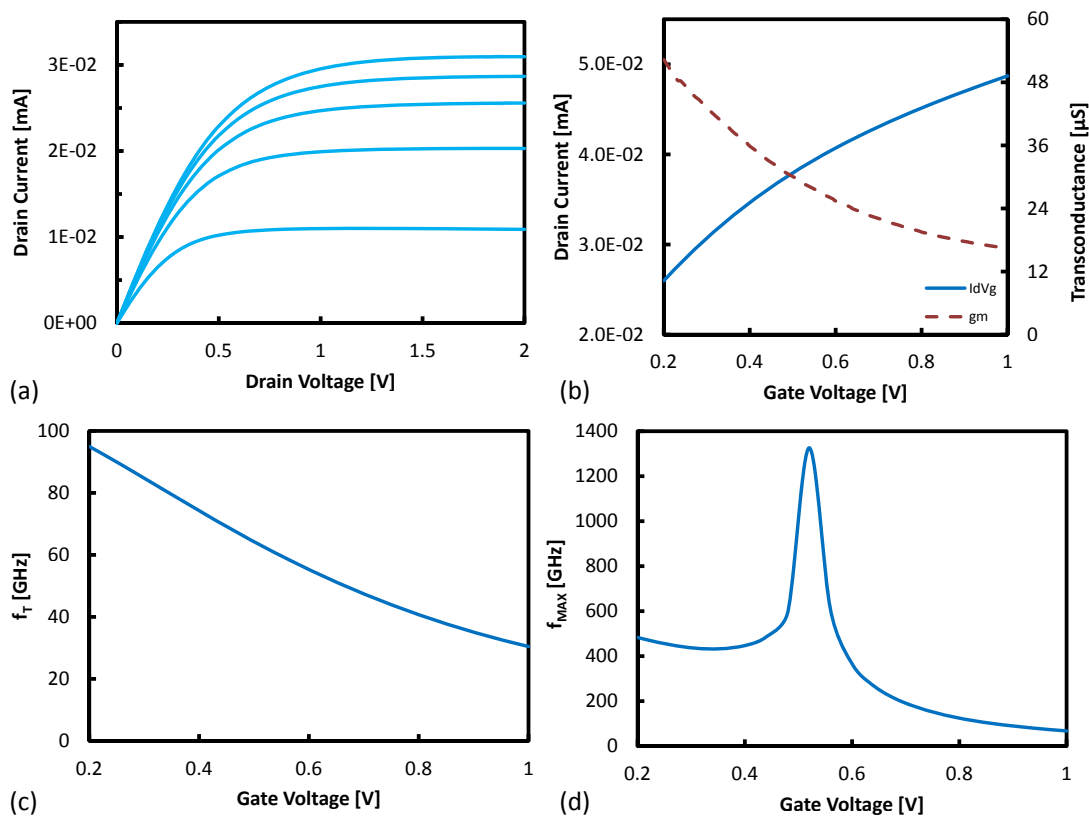 3E-02
2E-02
1E-02
0E+00
Drain Current [mA]
0
0.5
1
1.5
2
Drain Voltage [V]
(a)
5.0E-02
4.0E-02
3.0E-02
2.0E-02
Drain Current [mA]
60
48
36
24
12
0
Transconductance [µS]
IdVg
gm
0.2
0.4
0.6
0.8
1
Gate Voltage [V]
(b)
100
80
60
40
20
0
fT [GHz]
0.2
0.4
0.6
0.8
1
Gate Voltage [V]
(c)
1400
1200
1000
800
600
400
200
0
fMAX [GHz]
0.2
0.4
0.6
0.8
1
Gate Voltage [V]
(d)